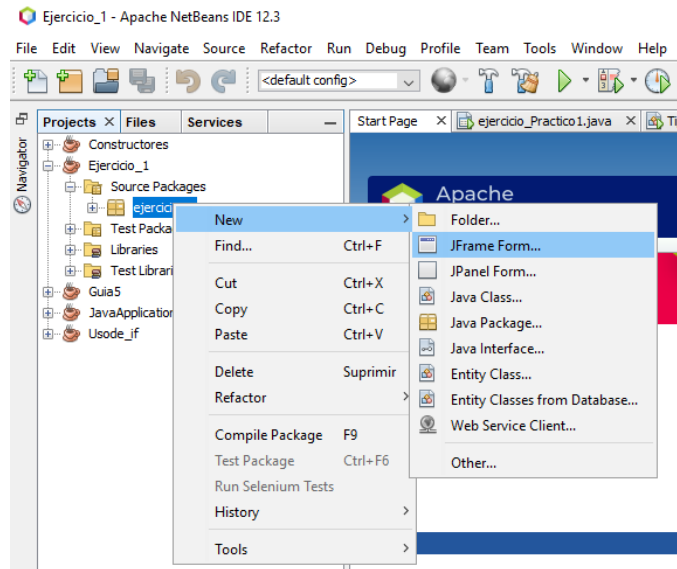 Ejercicio_1 - Apache NetBeans IDE 12.3
File Edit View Navigate Source Refactor Run Debug Profile Team Tools Window Help
<default config>
Projects Files Services
Start Page ejercicio_Practico1.java Ti
Navigator
Constructores
Ejercicio_1
Source Packages
ejercici
Test Packa
Libraries
Test Librari
Guia5
JavaApplication
Usode_if
Apache
New
Find... Ctrl+F
Cut Ctrl+X
Copy Ctrl+C
Paste Ctrl+V
Delete Suprimir
Refactor
Compile Package F9
Test Package Ctrl+F6
Run Selenium Tests
History
Tools
Folder...
JFrame Form...
JPanel Form...
Java Class...
Java Package...
Java Interface...
Entity Class...
Entity Classes from Database...
Web Service Client...
Other...